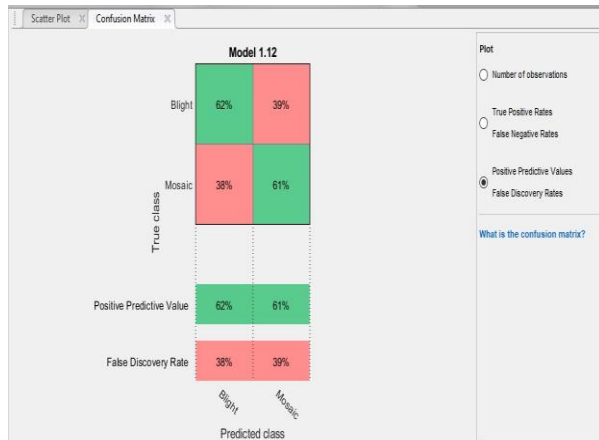 Scatter Plot Confusion Matrix
Model 1.12
Blight 62% 39%
Mosaic 38% 61%
True class
Positive Predictive Value 62% 61%
False Discovery Rate 38% 39%
Blight Mosaic
Predicted class
Plot
Number of observations
True Positive Rates
False Negative Rates
Positive Predictive Values
False Discovery Rates
What is the confusion matrix?